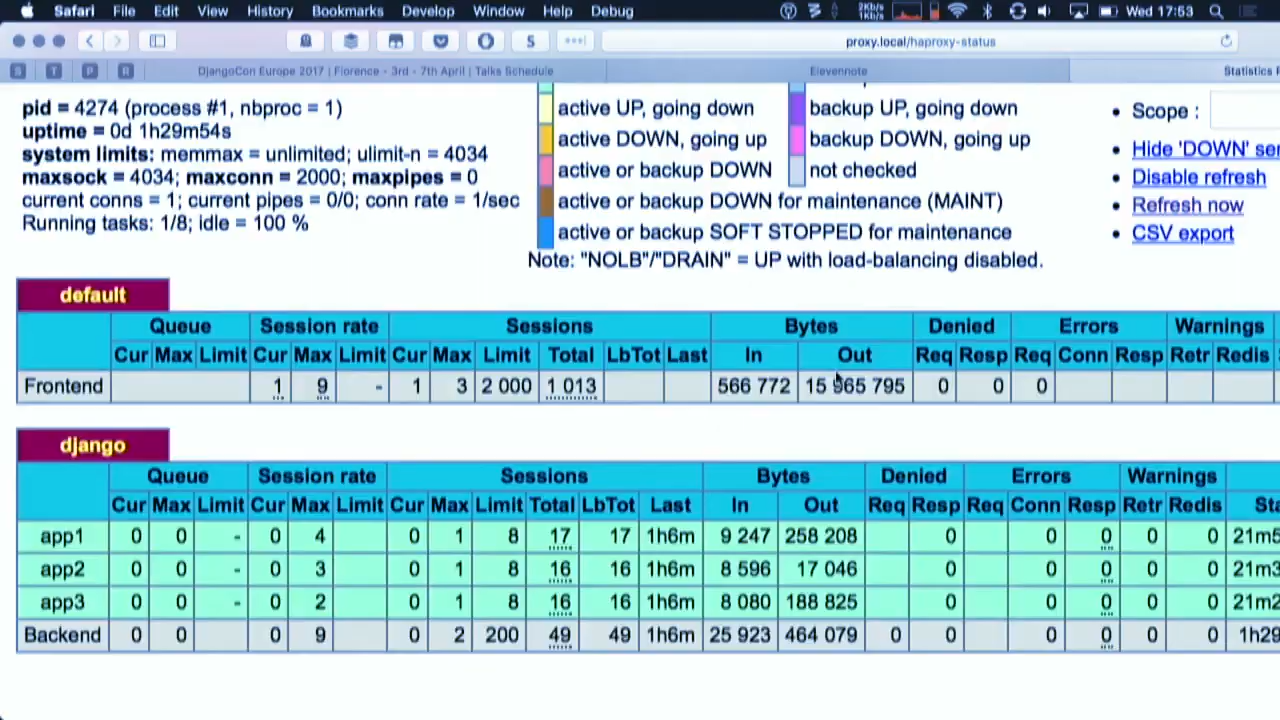 Safari File Edit View History Bookmarks Develop Window Help Debug 2Kb/s 1Kb/s Wed 17:53
S proxy.local/haproxy-status
S T P R DjangoCon Europe 2017 | Florence - 3rd - 7th April | Talks Schedule Elevennote Statistics
pid = 4274 (process #1, nbproc = 1)
uptime = 0d 1h29m54s
system limits: memmax = unlimited; ulimit-n = 4034
maxsock = 4034; maxconn = 2000; maxpipes = 0
current conns = 1; current pipes = 0/0; conn rate = 1/sec
Running tasks: 1/8; idle = 100 %
active UP, going down backup UP, going down
active DOWN, going up backup DOWN, going up
active or backup DOWN not checked
active or backup DOWN for maintenance (MAINT)
active or backup SOFT STOPPED for maintenance
Note: "NOLB"/"DRAIN" = UP with load-balancing disabled.
• Scope :
• Hide 'DOWN' ser
• Disable refresh
• Refresh now
• CSV export
default
Queue Session rate Sessions Bytes Denied Errors Warnings
Cur Max Limit Cur Max Limit Cur Max Limit Total LbTot Last In Out Req Resp Req Conn Resp Retr Redis
Frontend 1 9 - 1 3 2 000 1 013 566 772 15 965 795 0 0 0
django
Queue Session rate Sessions Bytes Denied Errors Warnings
Cur Max Limit Cur Max Limit Cur Max Limit Total LbTot Last In Out Req Resp Req Conn Resp Retr Redis Sta
app1 0 0 - 0 4 0 1 8 17 17 1h6m 9 247 258 208 0 0 0 0 0 21m5
app2 0 0 - 0 3 0 1 8 16 16 1h6m 8 596 17 046 0 0 0 0 0 21m3
app3 0 0 - 0 2 0 1 8 16 16 1h6m 8 080 188 825 0 0 0 0 0 21m2
Backend 0 0 0 9 0 2 200 49 49 1h6m 25 923 464 079 0 0 0 0 0 0 1h29